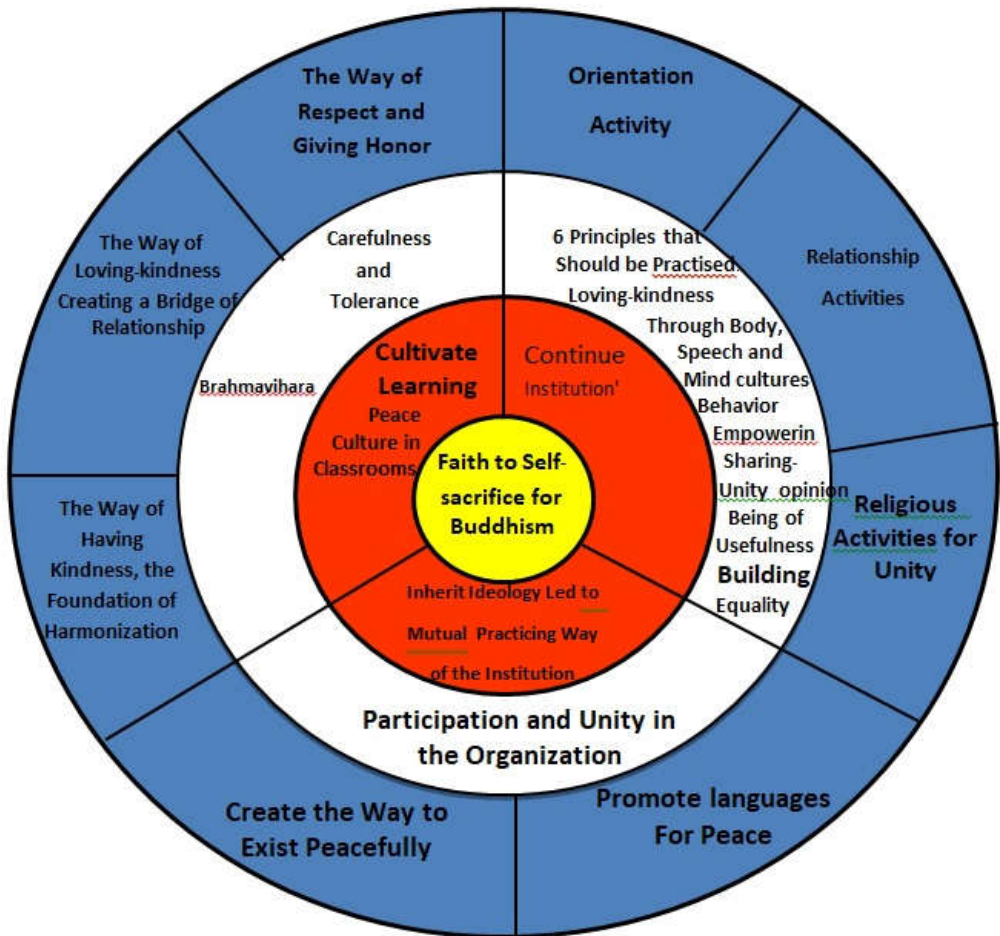 The Way of
Respect and
Giving Honor
Orientation
Activity
The Way of
Loving-kindness
Creating a Bridge of
Relationship
Carefulness
and
Tolerance
6 Principles that
Should be Practised.
Loving-kindness
Through Body,
Speech and
Mind cultures
Behavior
Empowerin
Sharing-
Unity opinion
Being of
Usefulness
Building
Equality
Relationship
Activities
Brahmavihara
Cultivate
Learning
Peace
Culture in
Classrooms
Continue
Institution'
Faith to Self-
sacrifice for
Buddhism
The Way of
Having
Kindness, the
Foundation of
Harmonization
Religious
Activities for
Unity
Inherit Ideology Led to
Mutual Practicing Way
of the Institution
Participation and Unity in
the Organization
Create the Way to
Exist Peacefully
Promote languages
For Peace